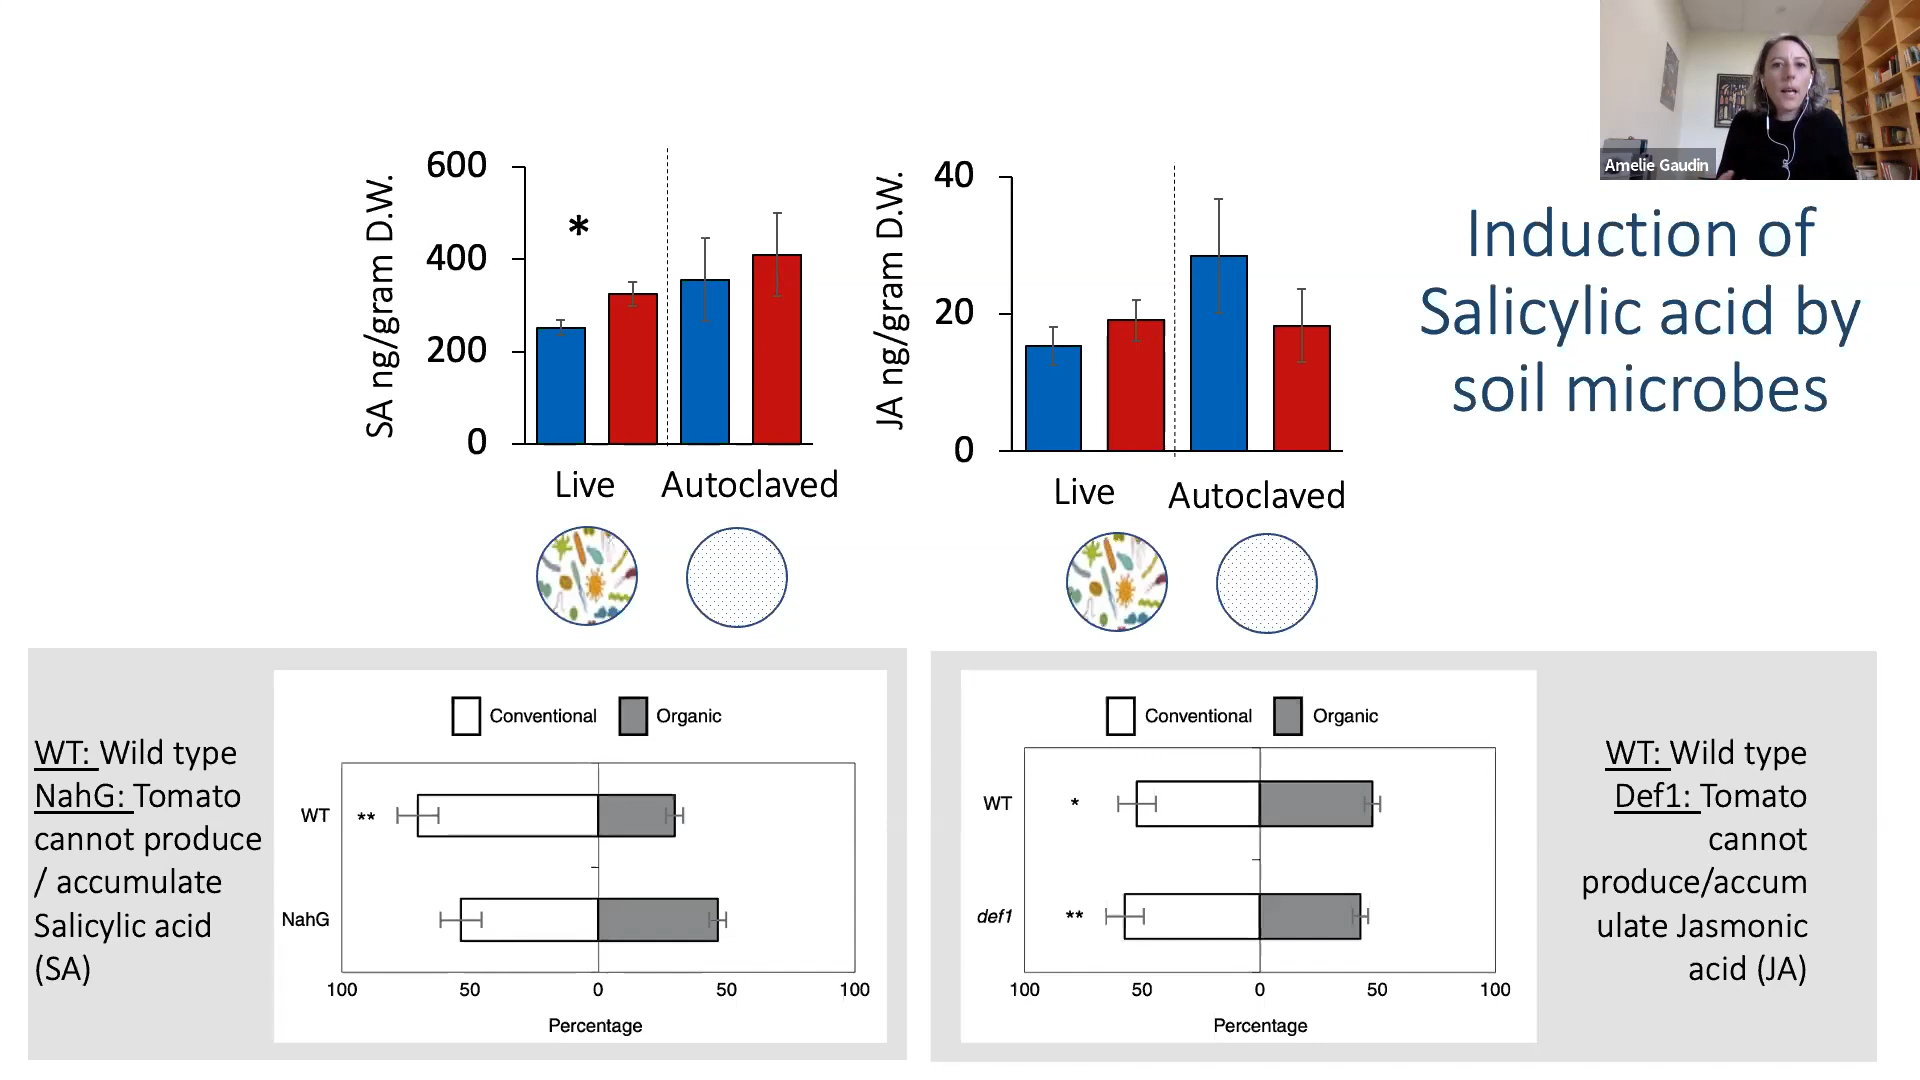 Amelie Gaudin
Induction of
Salicylic acid by
soil microbes
SA ng/gram D.W.
600
400
200
0
*
Live
Autoclaved
JA ng/gram D.W.
40
20
0
Live
Autoclaved
WT: Wild type
NahG: Tomato
cannot produce
/ accumulate
Salicylic acid
(SA)
Conventional
Organic
WT
**
NahG
100 50 0 50 100
Percentage
Conventional
Organic
WT
*
def1
**
100 50 0 50 100
Percentage
WT: Wild type
Def1: Tomato
cannot
produce/accum
ulate Jasmonic
acid (JA)